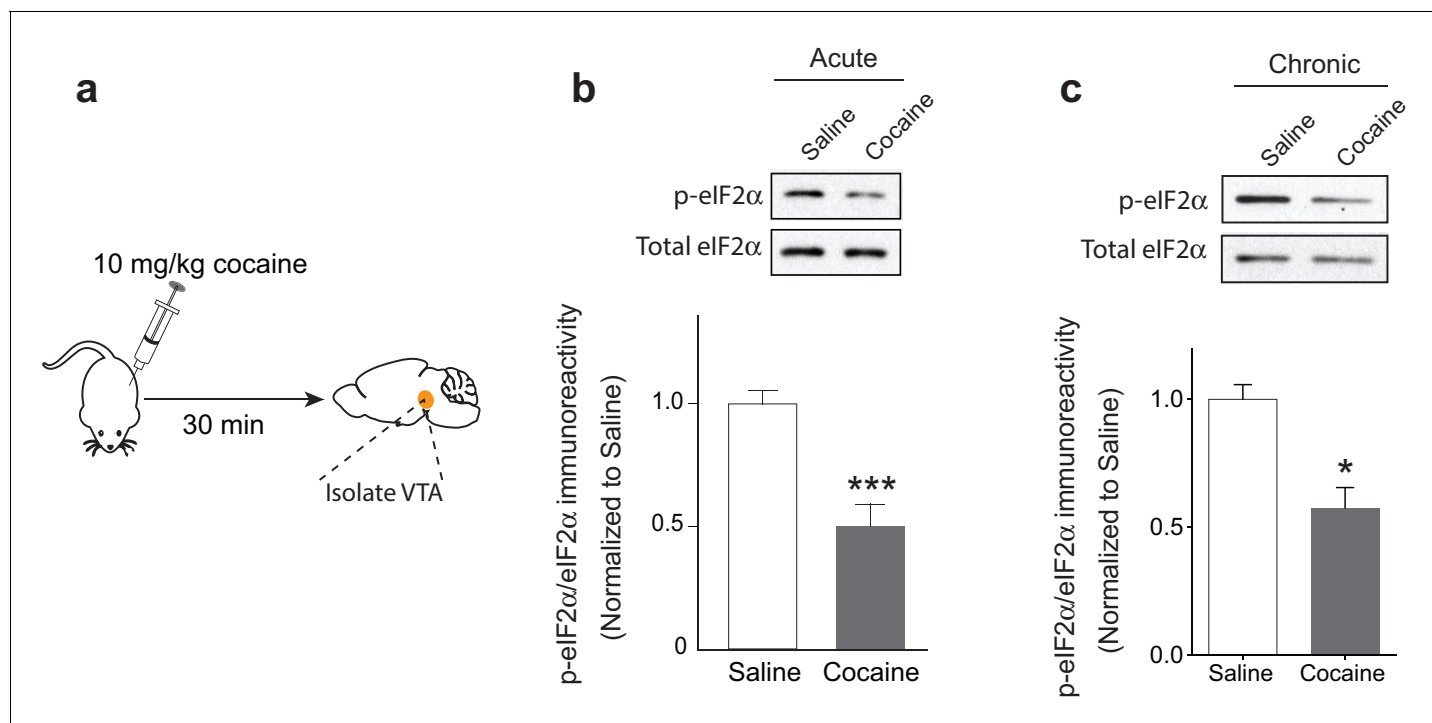 a
10 mg/kg cocaine
30 min
Isolate VTA
b
Acute
Saline
Cocaine
p-eIF2α
Total eIF2α
p-eIF2α/eIF2α immunoreactivity
(Normalized to Saline)
1.0
0.5
0
***
Saline
Cocaine
c
Chronic
Saline
Cocaine
p-eIF2α
Total eIF2α
p-eIF2α/eIF2α immunoreactivity
(Normalized to Saline)
1.0
0.5
0.0
*
Saline
Cocaine